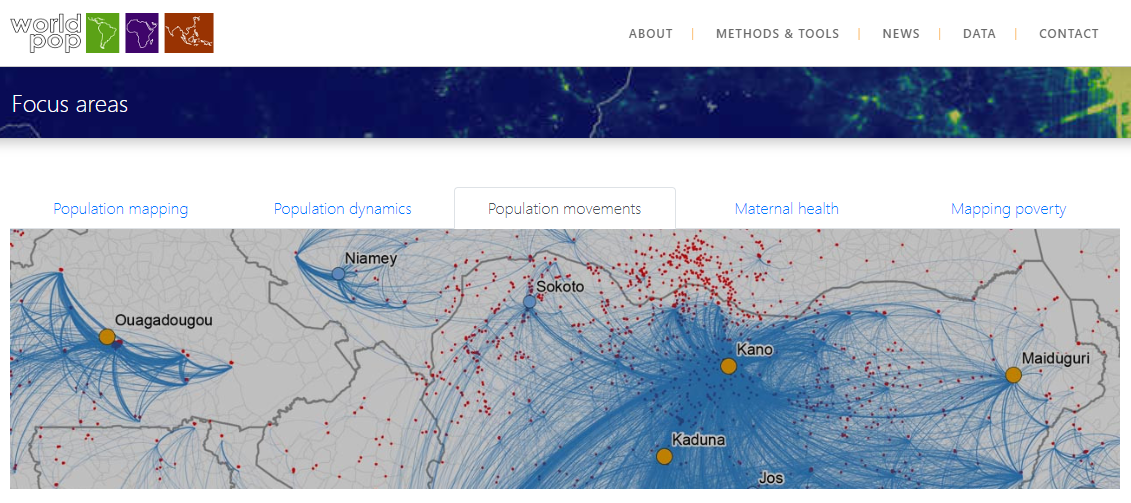 world
pop
ABOUT | METHODS & TOOLS | NEWS | DATA | CONTACT
Focus areas
Population mapping
Population dynamics
Population movements
Maternal health
Mapping poverty
Niamey
Sokoto
Ouagadougou
Kano
Maiduguri
Kaduna
Jos